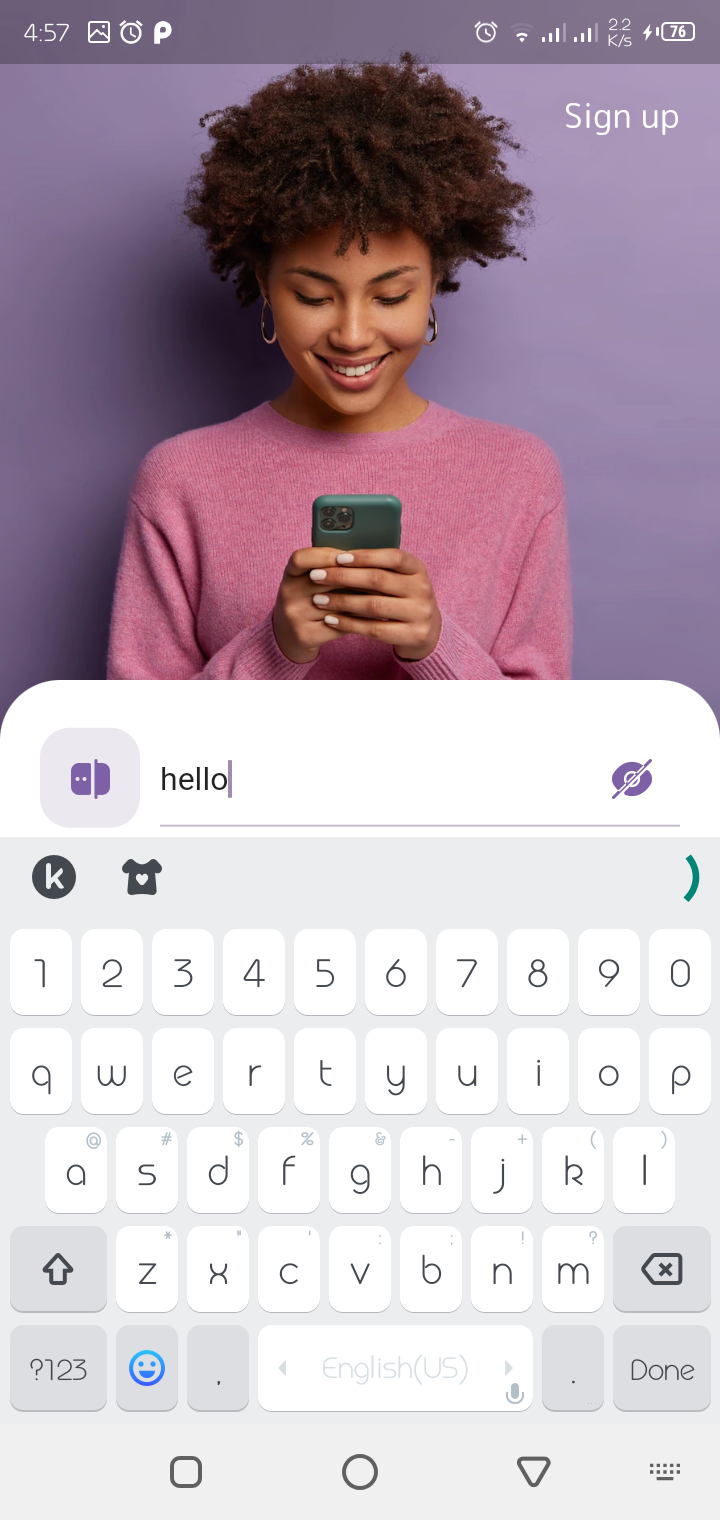 4:57
2.2
K/s
76
Sign up
hello
1 2 3 4 5 6 7 8 9 0
q w e r t y u i o p
@ # $ % & - + ( )
a s d f g h j k l
* " ' : ; ! ?
z x c v b n m
?123 , English(US) . Done